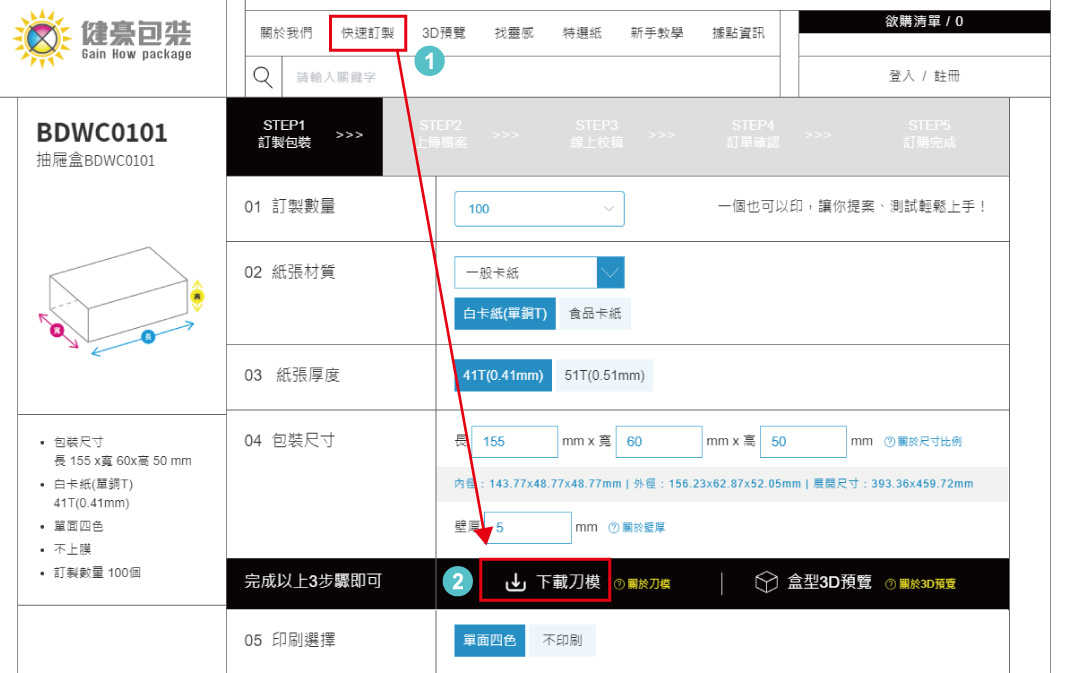 健豪包裝
Gain How package
關於我們
快速訂製
3D預覽
找靈感
特選紙
新手教學
據點資訊
欲購清單 / 0
1
請輸入關鍵字
登入 / 註冊
BDWC0101
抽屜盒BDWC0101
高
寬
長
包裝尺寸
長 155 x寬 60x高 50 mm
白卡紙(單銅T)
41T(0.41mm)
單面四色
不上膜
訂製數量 100個
STEP1
訂製包裝
>>>
STEP2
上傳檔案
>>>
STEP3
線上校稿
>>>
STEP4
訂單確認
>>>
STEP5
訂購完成
01 訂製數量
100
一個也可以印，讓你提案、測試輕鬆上手！
02 紙張材質
一般卡紙
白卡紙(單銅T)
食品卡紙
03 紙張厚度
41T(0.41mm)
51T(0.51mm)
04 包裝尺寸
長 155 mm x 寬 60 mm x 高 50 mm ?關於尺寸比例
內徑：143.77x48.77x48.77mm | 外徑：156.23x62.87x52.05mm | 展開尺寸：393.36x459.72mm
壁厚 5 mm ?關於壁厚
完成以上3步驟即可
2
下載刀模
?關於刀模
|
盒型3D預覽
?關於3D預覽
05 印刷選擇
單面四色
不印刷